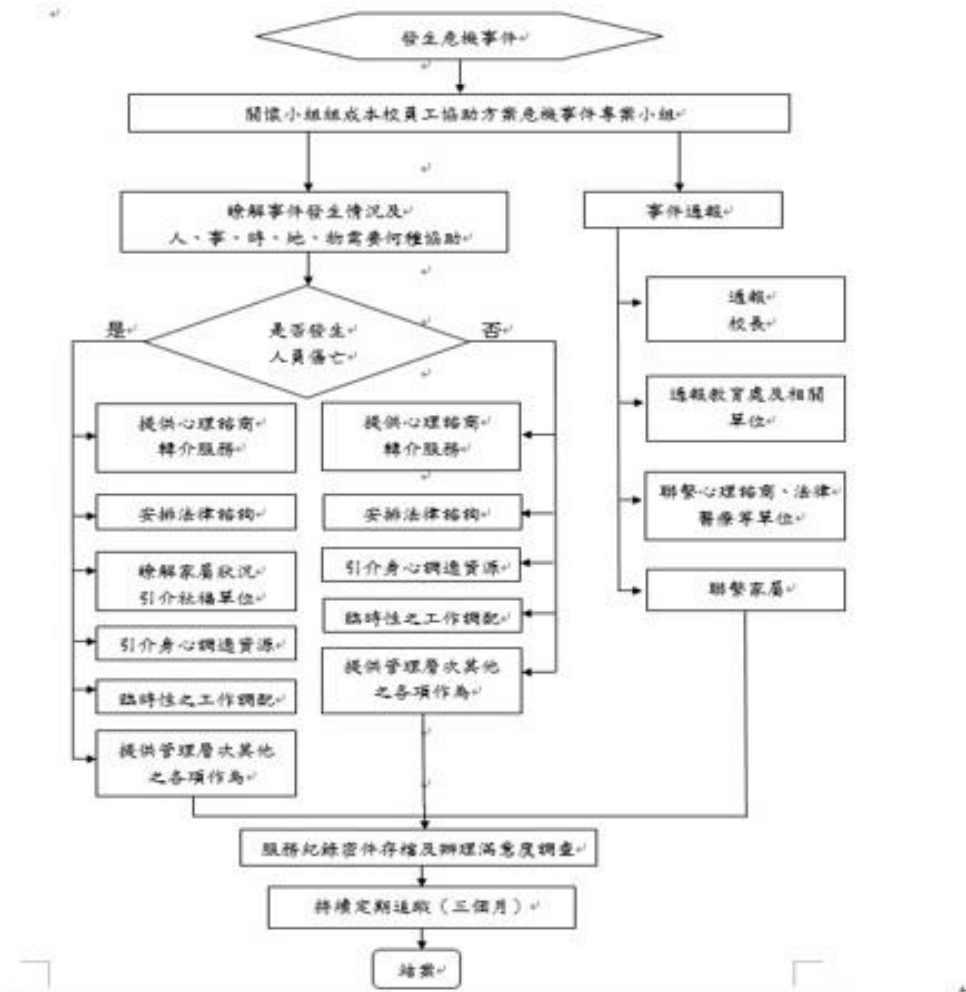 發生危機事件
關懷小組組成本校員工協助方案危機事件專案小組
瞭解事件發生情況及
人、事、時、地、物需要何種協助
事件通報
通報
校長
是
是否發生
人員傷亡
否
通報教育處及相關
單位
提供心理諮商
轉介服務
提供心理諮商
轉介服務
聯繫心理諮商、法律
醫療等單位
安排法律諮詢
安排法律諮詢
瞭解家屬狀況
引介社福單位
引介身心調適資源
聯繫家屬
臨時性之工作調配
引介身心調適資源
提供管理層次其他
之各項作為
臨時性之工作調配
提供管理層次其他
之各項作為
服務紀錄密件存檔及辦理滿意度調查
持續定期追蹤（三個月）
結案